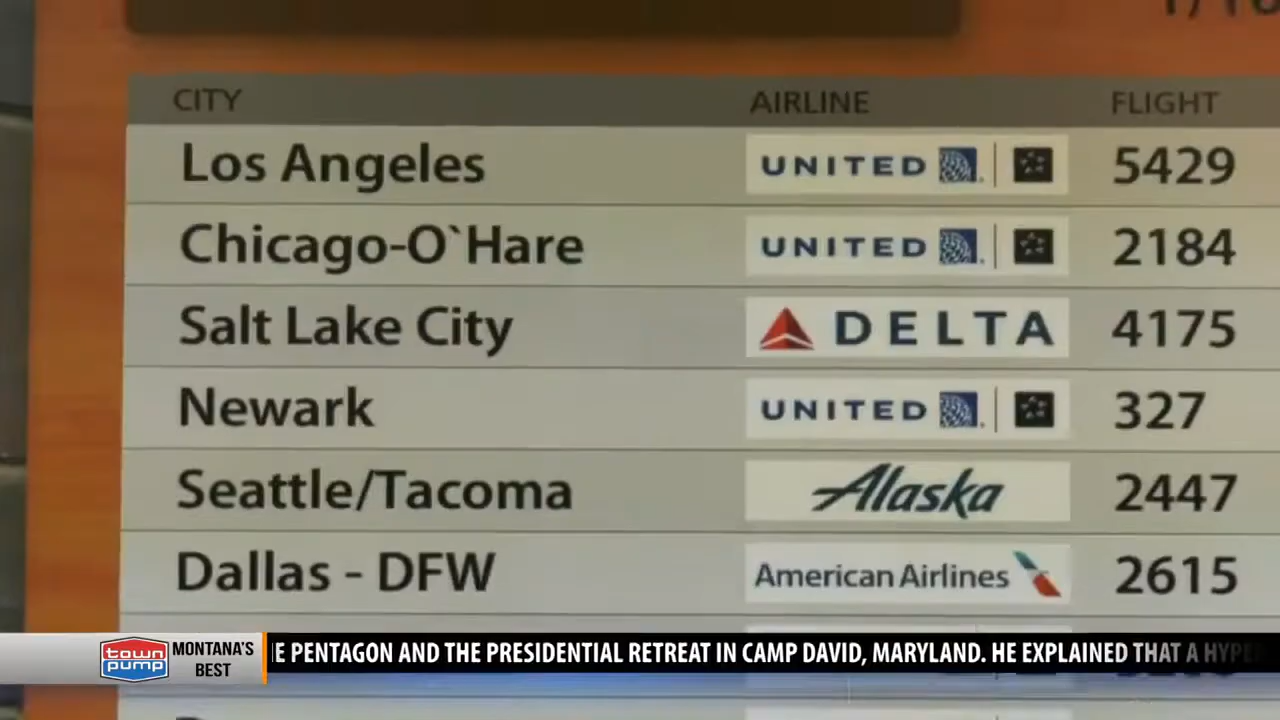 CITY AIRLINE FLIGHT
Los Angeles UNITED 5429
Chicago-O`Hare UNITED 2184
Salt Lake City DELTA 4175
Newark UNITED 327
Seattle/Tacoma Alaska 2447
Dallas - DFW American Airlines 2615
town pump MONTANA'S BEST
E PENTAGON AND THE PRESIDENTIAL RETREAT IN CAMP DAVID, MARYLAND. HE EXPLAINED THAT A HYPE